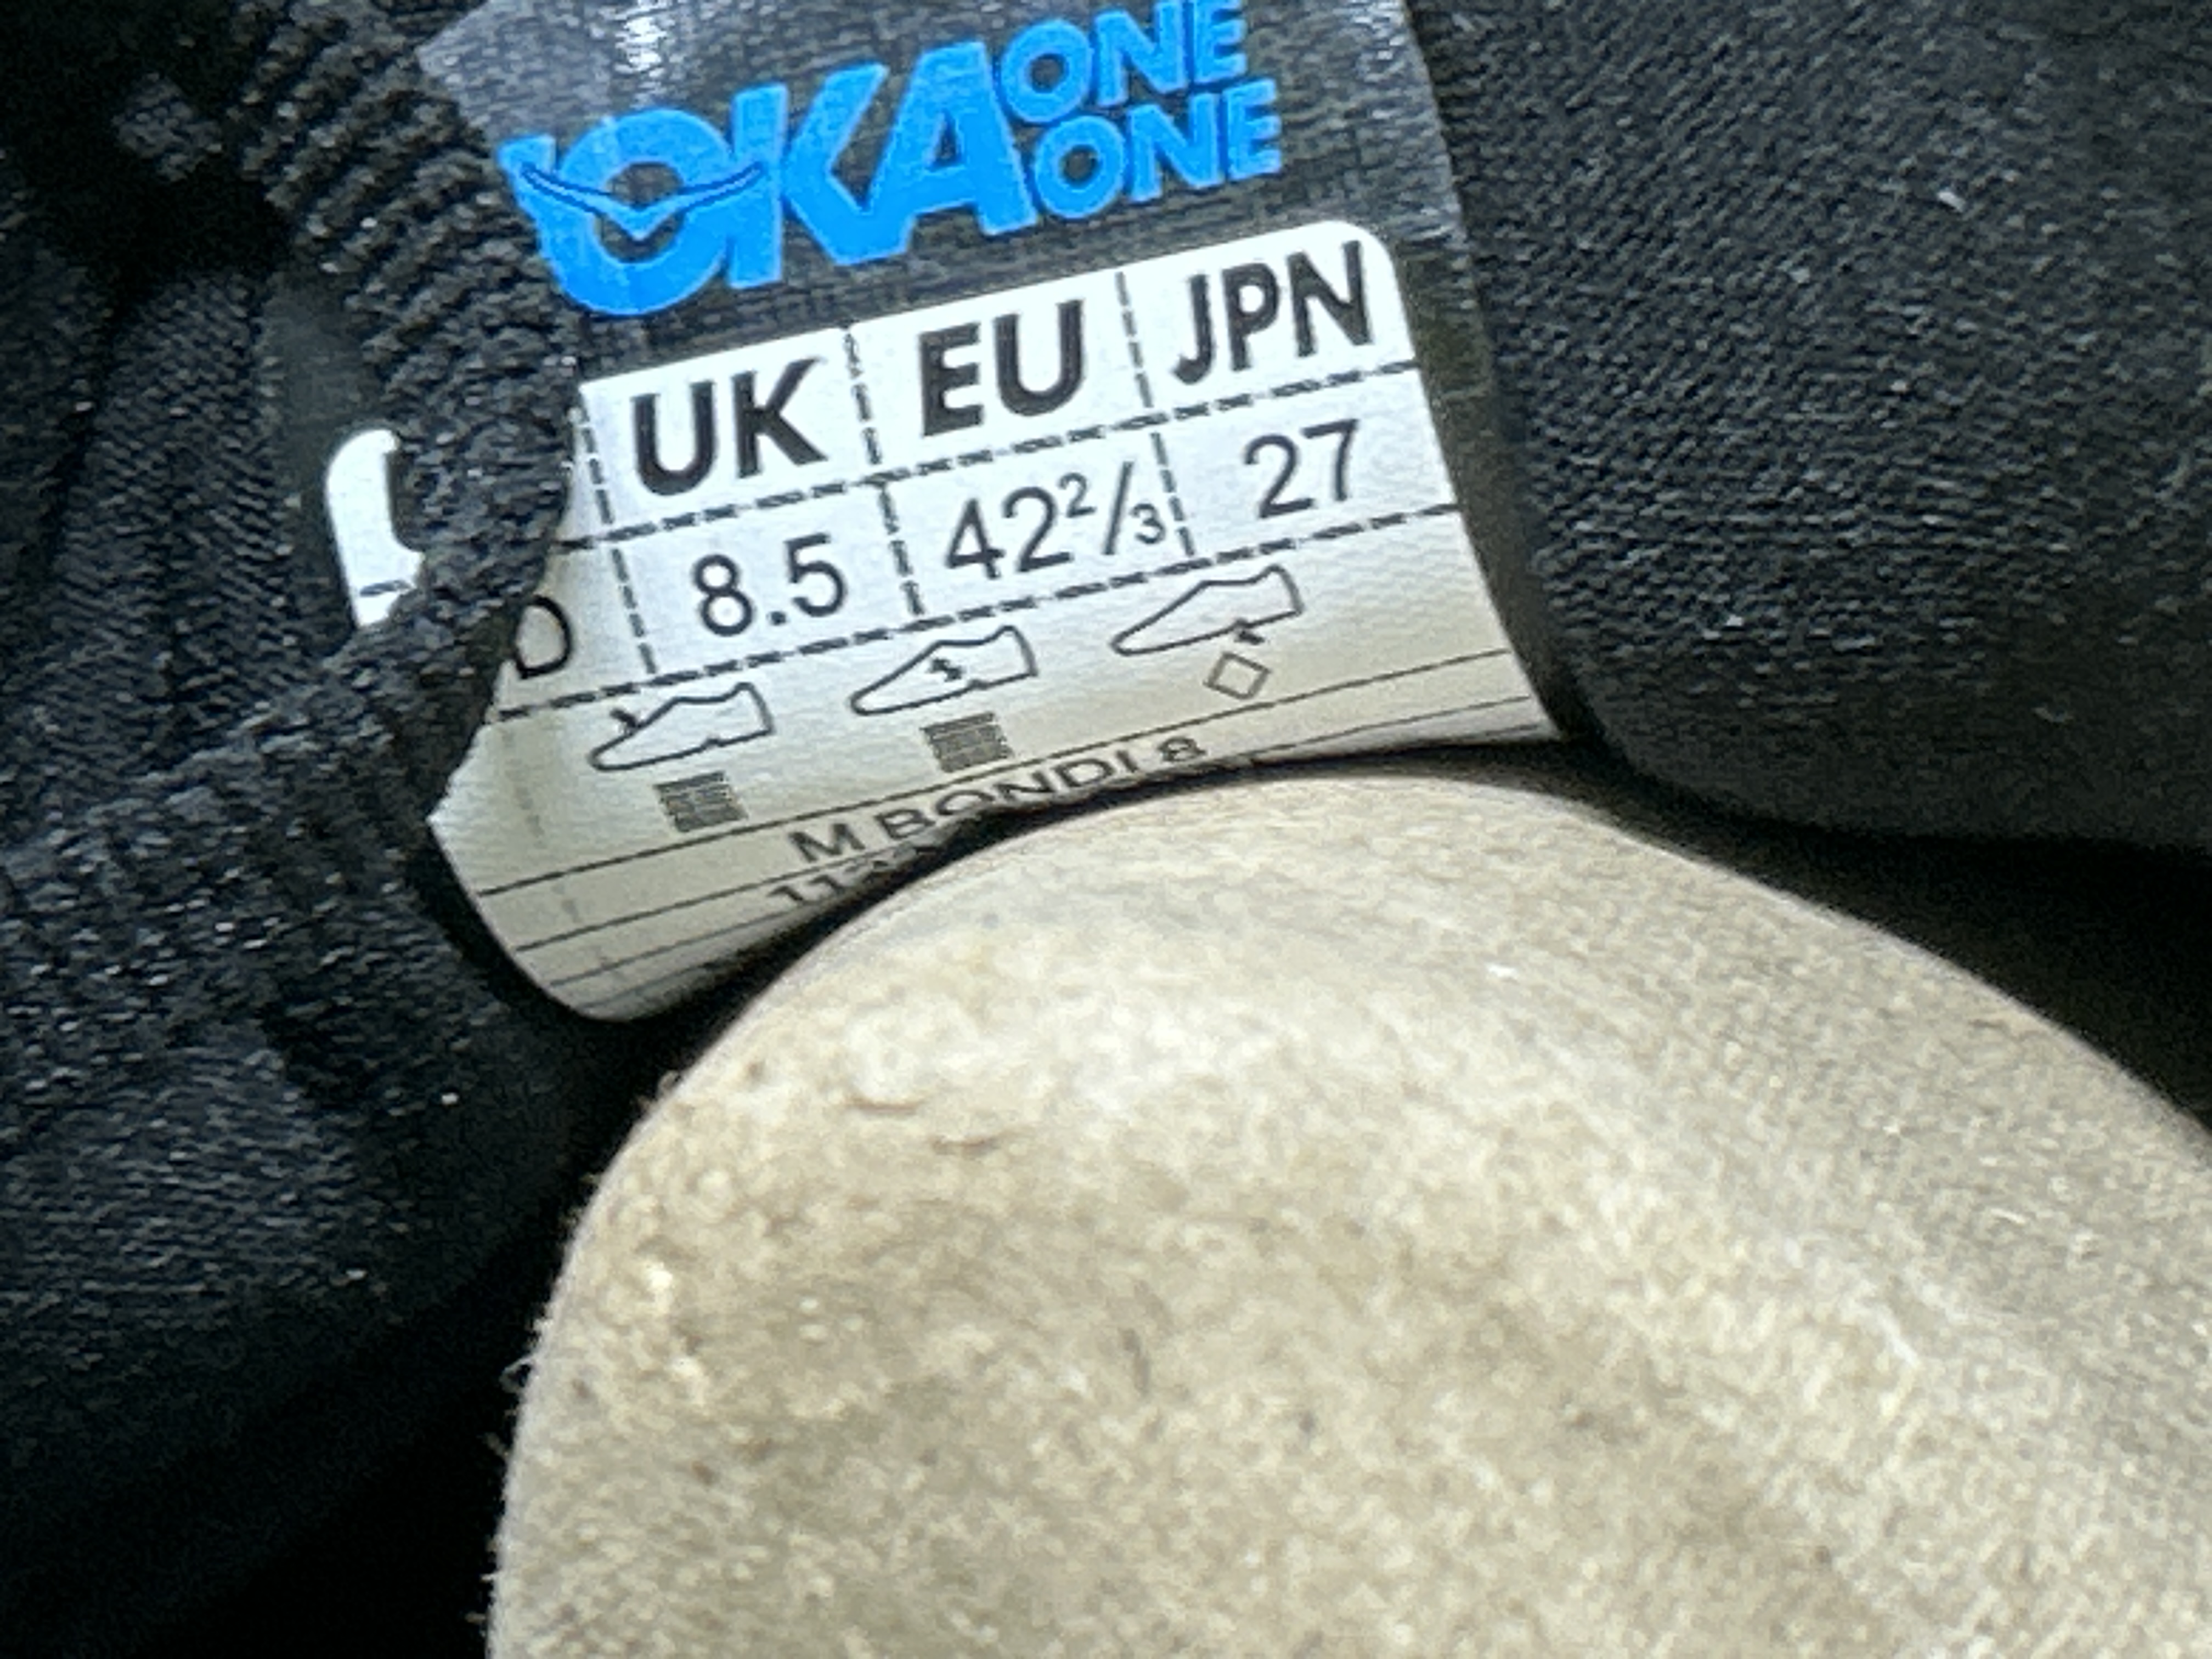 OKA ONE ONE
UK EU JPN
D 8.5 42 2/3 27
M BONDI 8